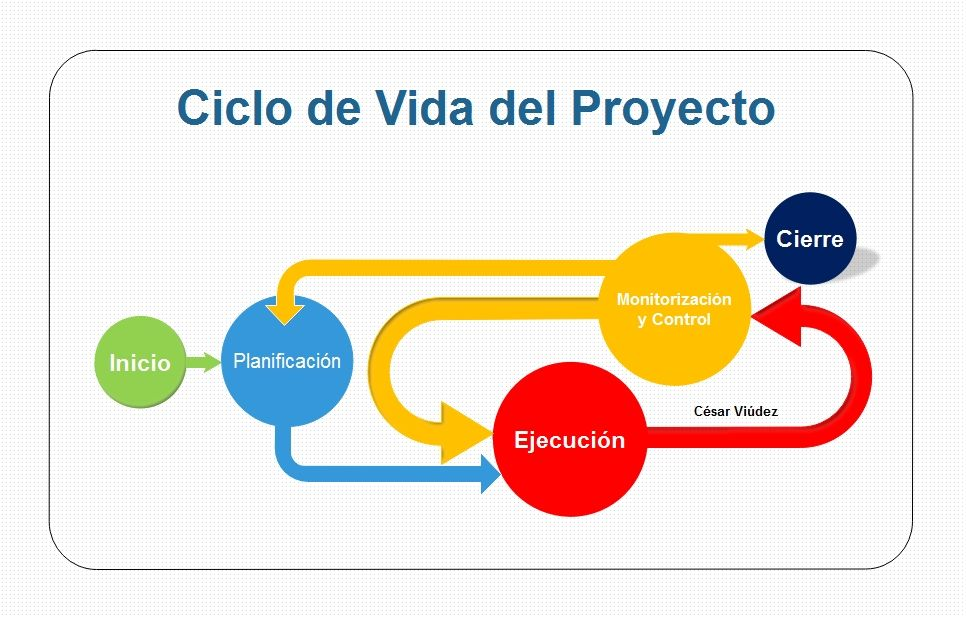 Ciclo de Vida del Proyecto
Cierre
Monitorización
y Control
Inicio
Planificación
César Viúdez
Ejecución